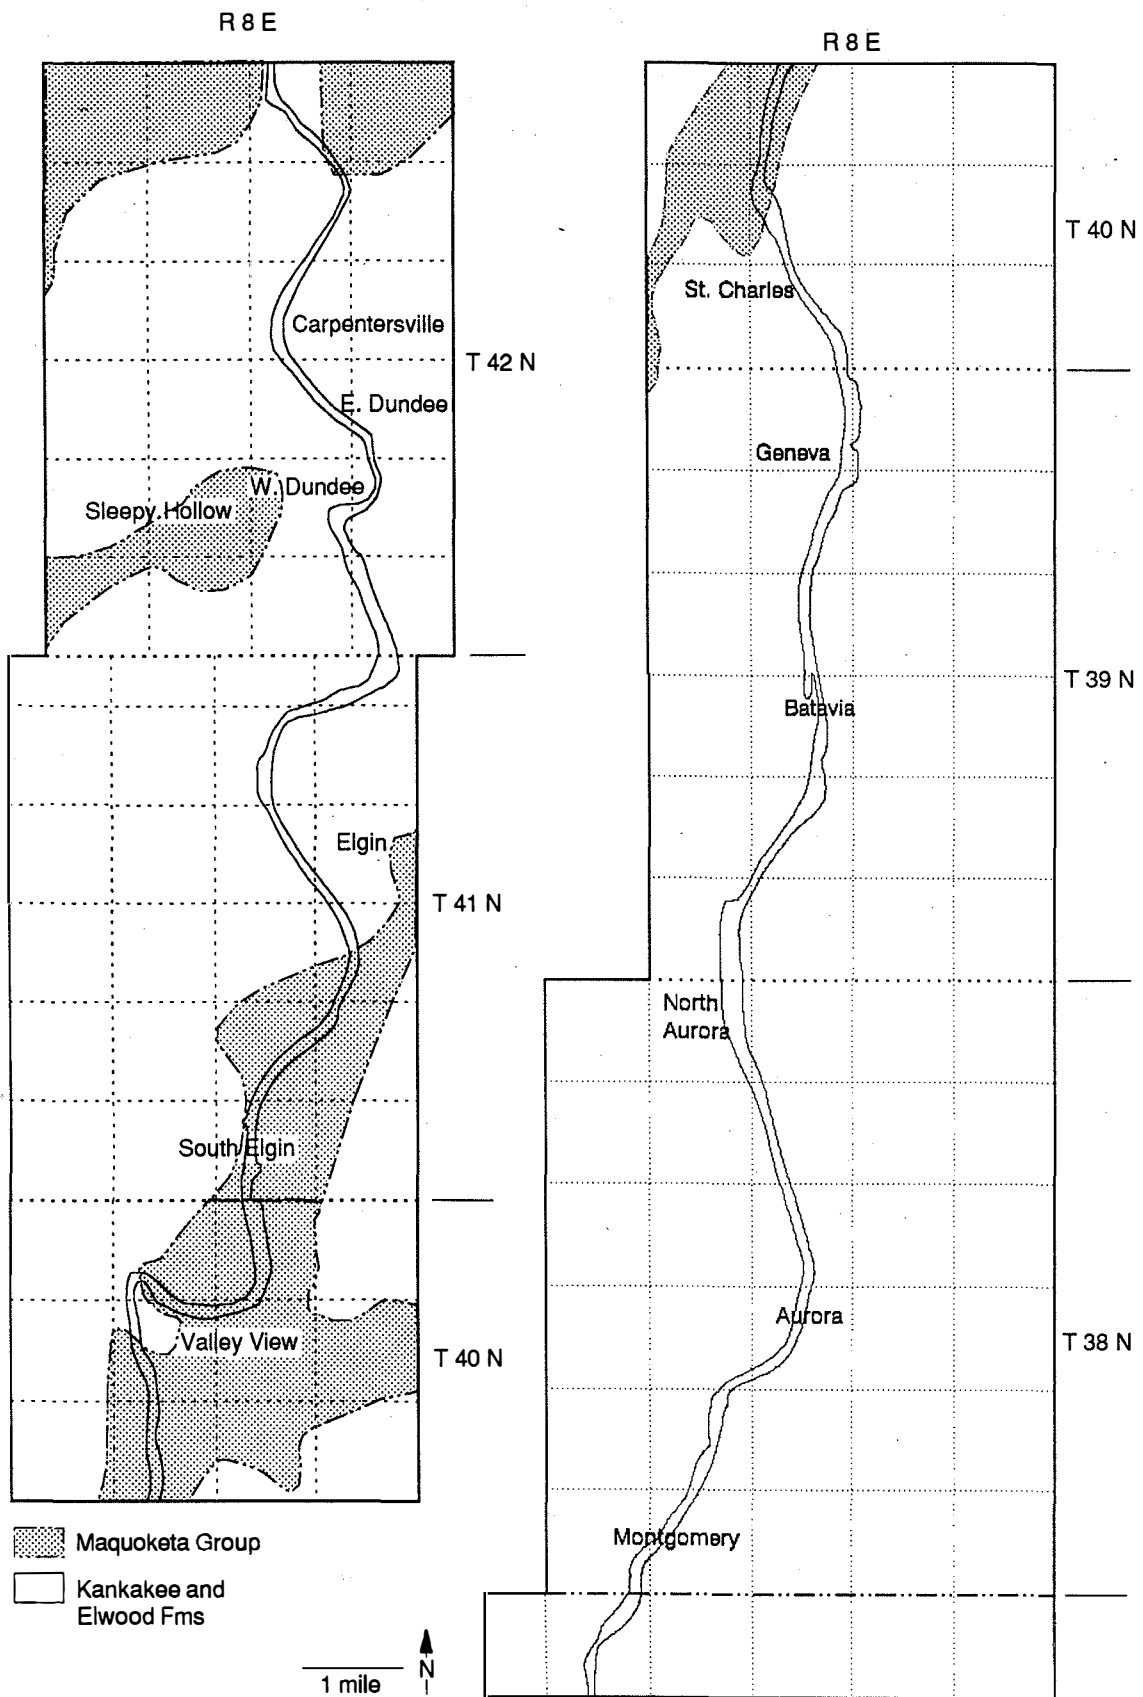 R 8 E
Carpentersville
T 42 N
E. Dundee
W. Dundee
Sleepy Hollow
Elgin
T 41 N
South Elgin
Valley View
T 40 N
Maquoketa Group
Kankakee and
Elwood Fms
1 mile
N
R 8 E
T 40 N
St. Charles
Geneva
T 39 N
Batavia
North
Aurora
Aurora
T 38 N
Montgomery